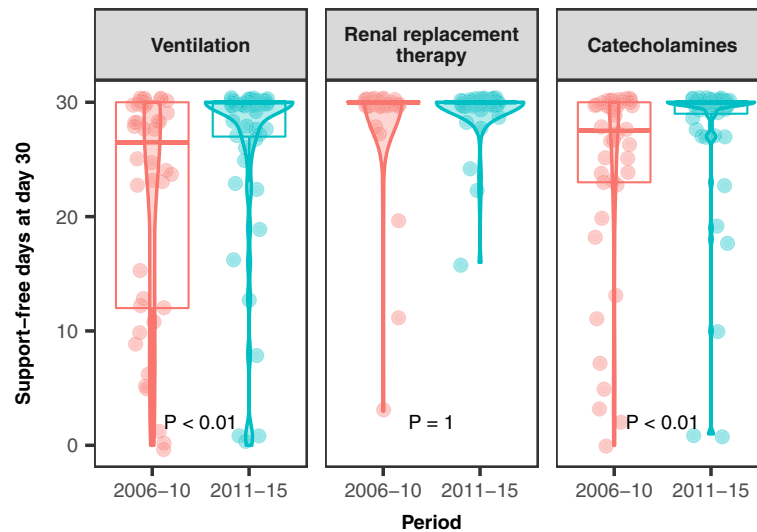 Ventilation
Renal replacement
therapy
Catecholamines
Support−free days at day 30
30
20
10
0
P < 0.01
P = 1
P < 0.01
2006−10
2011−15
2006−10
2011−15
2006−10
2011−15
Period